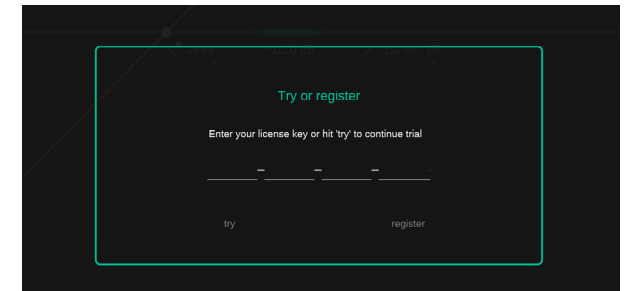 Try or register
Enter your license key or hit 'try' to continue trial
try register